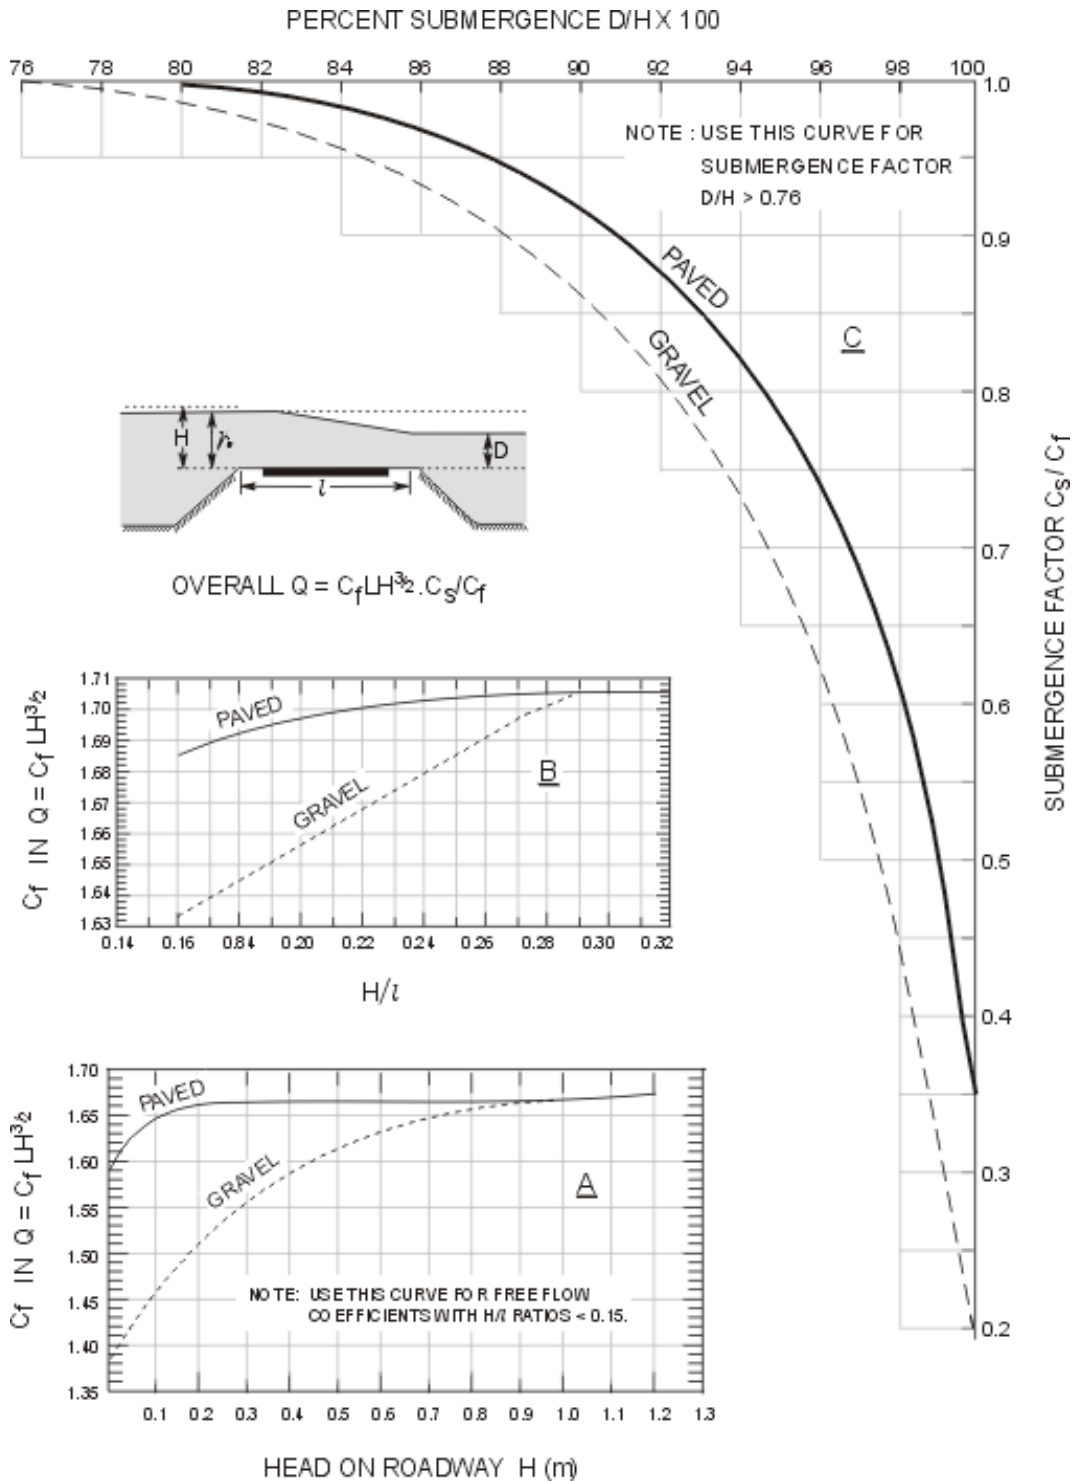 PERCENT SUBMERGENCE D/H X 100
76 78 80 82 84 86 88 90 92 94 96 98 100
1.0
NOTE : USE THIS CURVE FOR
SUBMERGENCE FACTOR
D/H > 0.76
0.9
PAVED
GRAVEL
C
0.8
H
h
D
l
OVERALL Q = CfLH3/2.Cs/Cf
0.7
0.6
0.5
0.4
0.3
0.2
SUBMERGENCE FACTOR Cs/Cf
1.71
1.70
1.69
1.68
1.67
1.66
1.65
1.64
1.63
Cf IN Q = Cf LH3/2
PAVED
GRAVEL
B
0.14 0.16 0.84 0.20 0.22 0.24 0.26 0.28 0.30 0.32
H/l
1.70
1.65
1.60
1.55
1.50
1.45
1.40
1.35
Cf IN Q = Cf LH3/2
PAVED
GRAVEL
A
NOTE: USE THIS CURVE FOR FREE FLOW
COEFFICIENTS WITH H/l RATIOS < 0.15.
0.1 0.2 0.3 0.4 0.5 0.6 0.7 0.8 0.9 1.0 1.2 1.2 1.3
HEAD ON ROADWAY H (m)